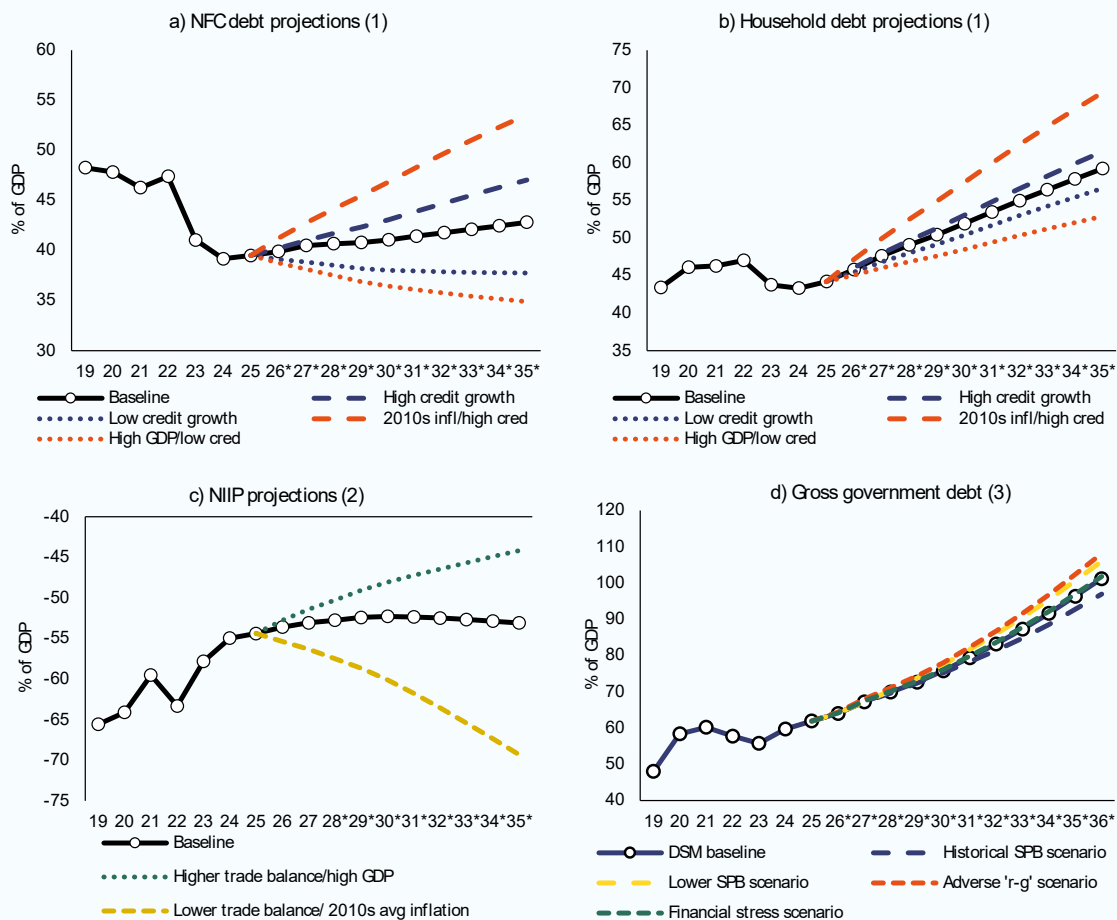 a) NFC debt projections (1)
60
55
50
45
40
35
30
% of GDP
19 20 21 22 23 24 25 26* 27* 28* 29* 30* 31* 32* 33* 34* 35*
Baseline
High credit growth
Low credit growth
2010s infl/high cred
High GDP/low cred
b) Household debt projections (1)
75
70
65
60
55
50
45
40
35
% of GDP
19 20 21 22 23 24 25 26* 27* 28* 29* 30* 31* 32* 33* 34* 35*
Baseline
High credit growth
Low credit growth
2010s infl/high cred
High GDP/low cred
c) NIIP projections (2)
-40
-45
-50
-55
-60
-65
-70
-75
% of GDP
19 20 21 22 23 24 25 26 27 28* 29* 30* 31* 32* 33* 34* 35*
Baseline
Higher trade balance/high GDP
Lower trade balance/ 2010s avg inflation
d) Gross government debt (3)
120
110
100
90
80
70
60
50
40
% of GDP
19 20 21 22 23 24 25 26* 27* 28* 29* 30* 31* 32* 33* 34* 35* 36*
DSM baseline
Historical SPB scenario
Lower SPB scenario
Adverse 'r-g' scenario
Financial stress scenario